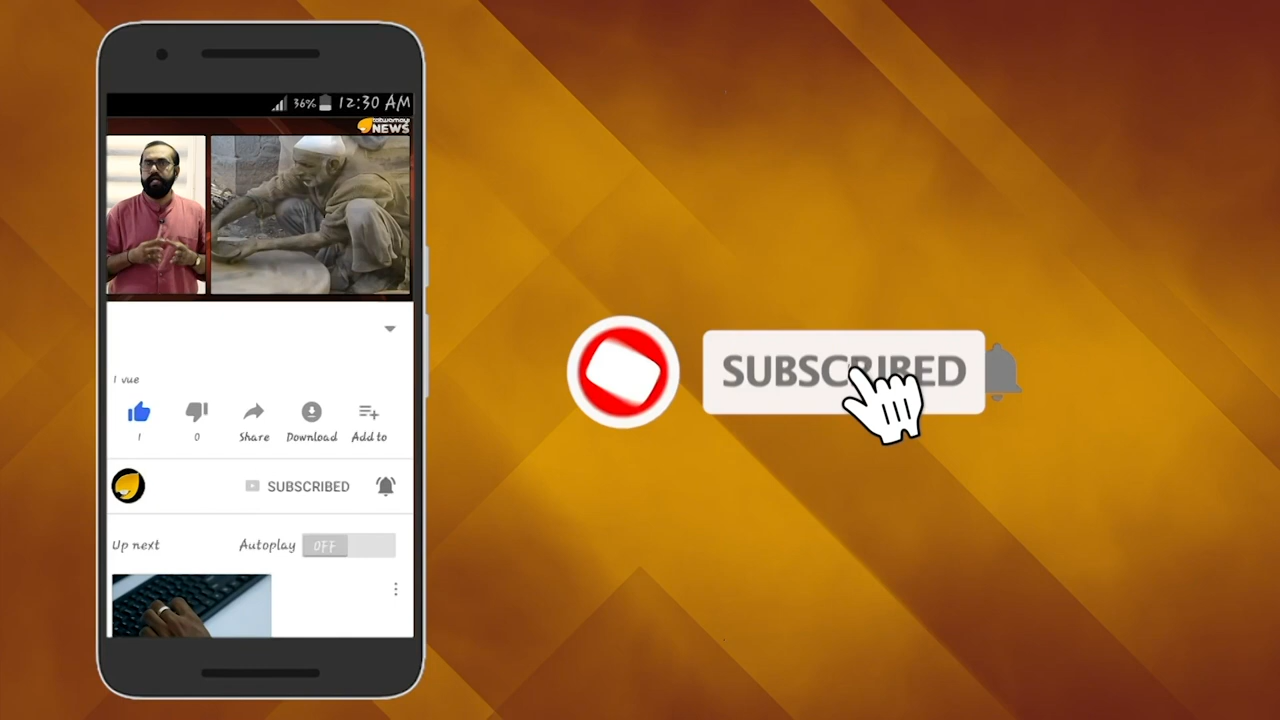 36% 12:30 AM
tatwamayi
NEWS
1 vue
1
0
Share
Download
Add to
SUBSCRIBED
Up next
Autoplay
OFF
SUBSCRIBED